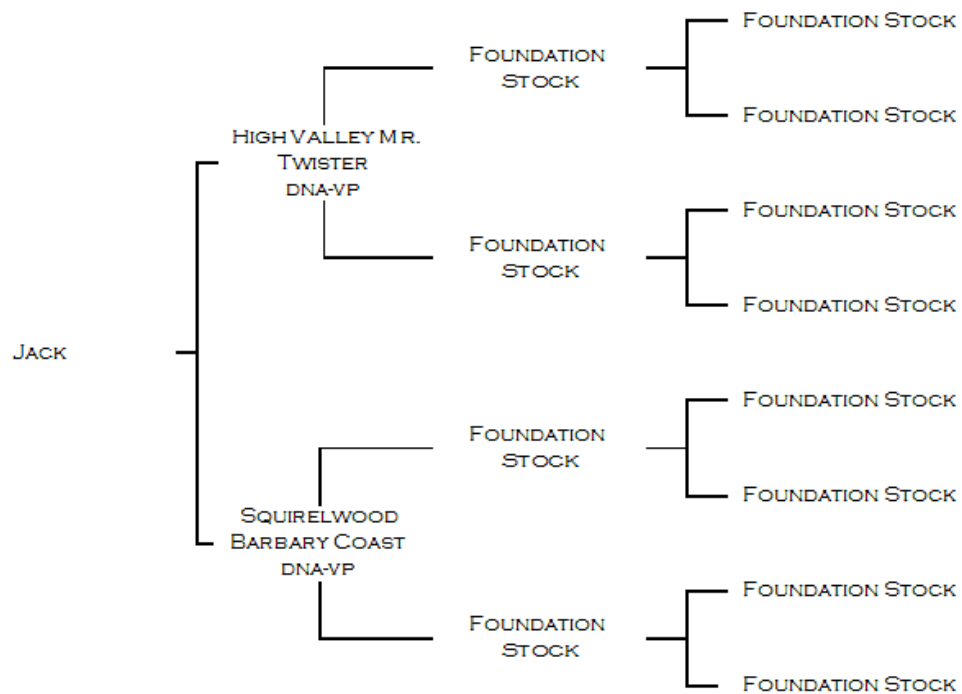 Foundation Stock
Foundation
Stock
Foundation Stock
High Valley Mr.
Twister
DNA-VP
Foundation Stock
Foundation
Stock
Foundation Stock
Jack
Foundation Stock
Foundation
Stock
Foundation Stock
Squirelwood
Barbary Coast
DNA-VP
Foundation Stock
Foundation
Stock
Foundation Stock